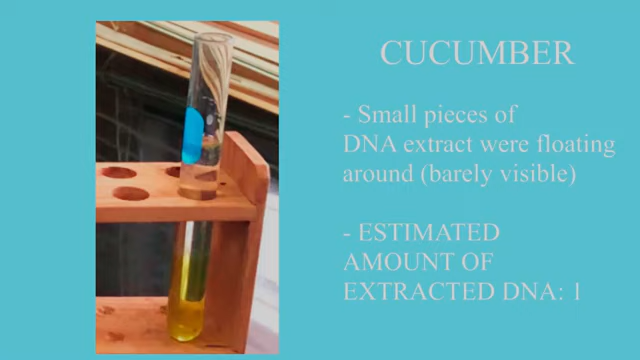 CUCUMBER
- Small pieces of
DNA extract were floating
around (barely visible)
- ESTIMATED
AMOUNT OF
EXTRACTED DNA: 1